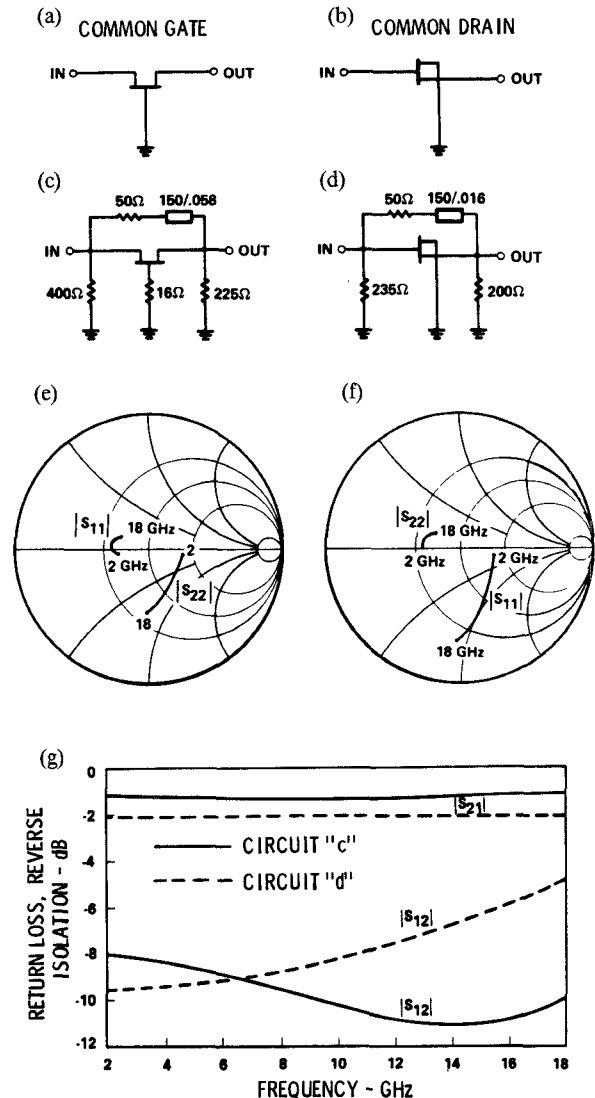 (a) (b)
COMMON GATE COMMON DRAIN
IN OUT IN OUT
(c) (d)
50Ω 150/.058 50Ω 150/.016
IN OUT IN OUT
400Ω 16Ω 225Ω 235Ω 200Ω
(e) (f)
|S11| 18 GHz |S22| 18 GHz
2 2 GHz
2 GHz 2 GHz
|S22| |S11|
18 18 GHz
(g)
0
-2
-4
-6
-8
-10
-12
RETURN LOSS, REVERSE
ISOLATION - dB
|S21|
CIRCUIT "c"
CIRCUIT "d"
|S12|
|S12|
2 4 6 8 10 12 14 16 18
FREQUENCY - GHz